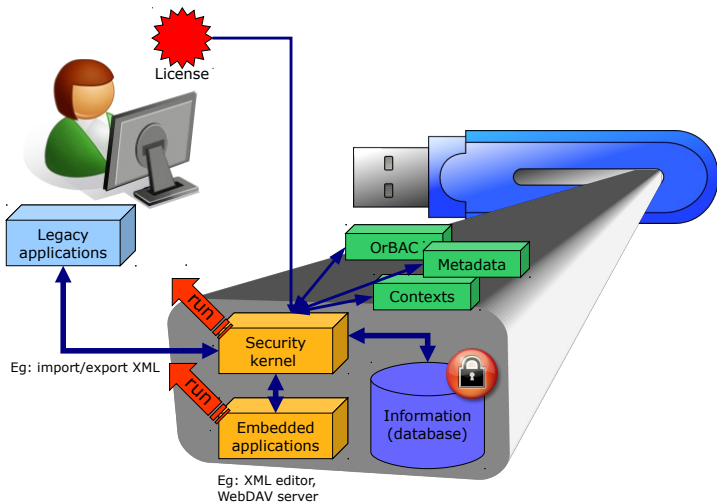 License
Legacy
applications
OrBAC
Metadata
Contexts
run
Security
kernel
Eg: import/export XML
run
Information
(database)
Embedded
applications
Eg: XML editor,
WebDAV server